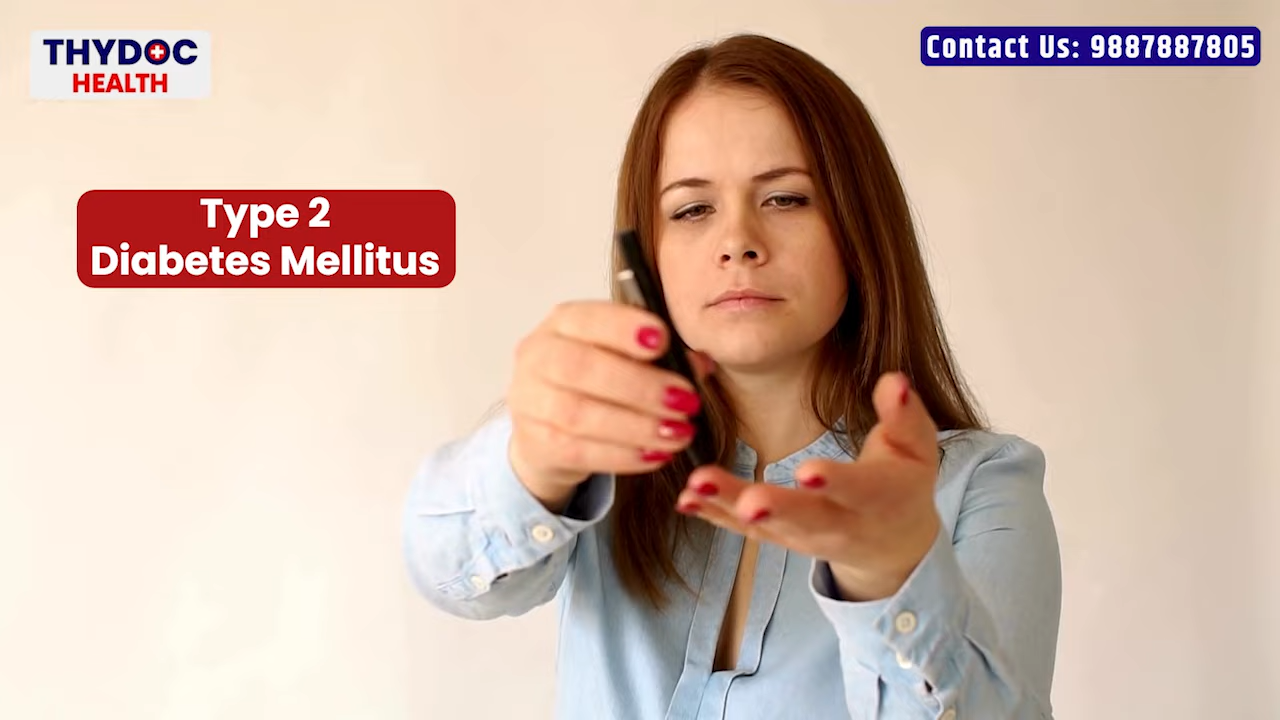 THYDOC
HEALTH
Contact Us: 9887887805
Type 2
Diabetes Mellitus